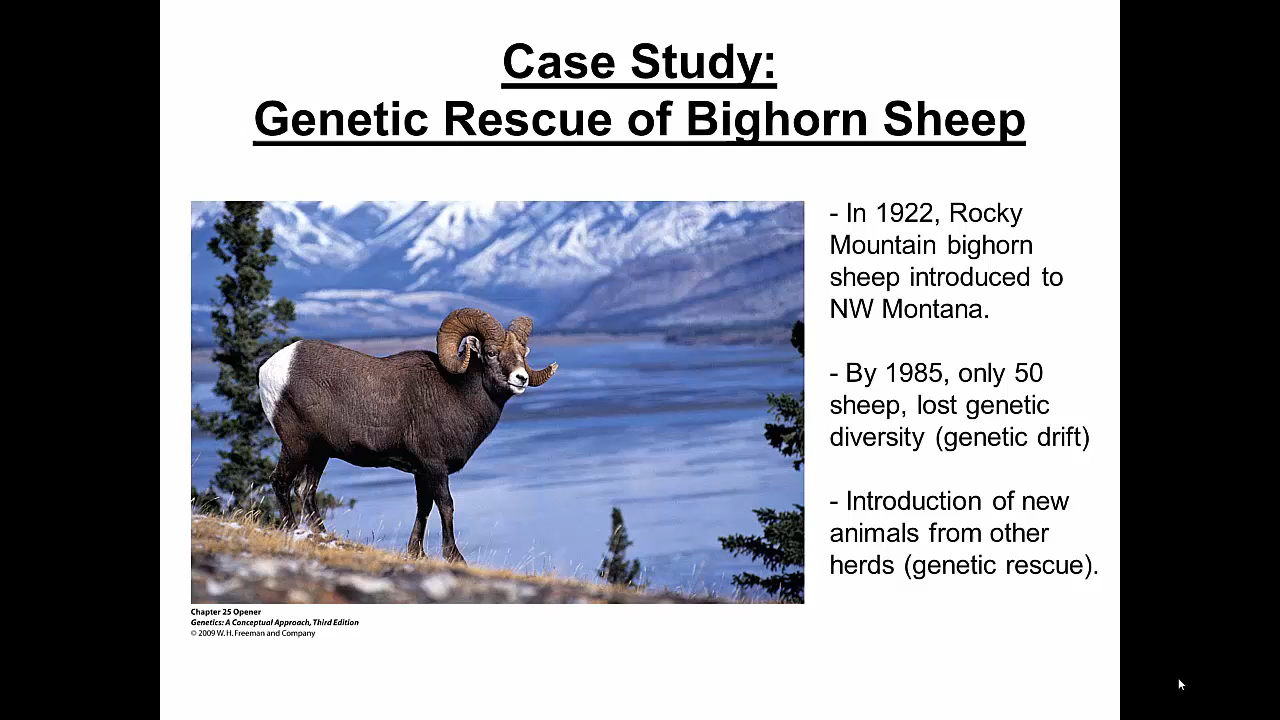 Case Study:
Genetic Rescue of Bighorn Sheep
- In 1922, Rocky
Mountain bighorn
sheep introduced to
NW Montana.
- By 1985, only 50
sheep, lost genetic
diversity (genetic drift)
- Introduction of new
animals from other
herds (genetic rescue).
Chapter 25 Opener
Genetics: A Conceptual Approach, Third Edition
© 2009 W. H. Freeman and Company